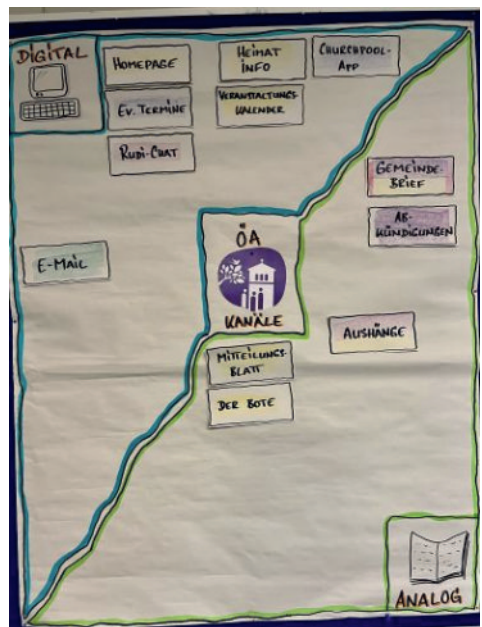 DIGITAL
HOMEPAGE
EV. TERMINE
RUDI-CHAT
HEIMAT
INFO
VERANSTALTUNGS-
KALENDER
CHURCHPOOL-
APP
E-MAIL
ÖA
KANÄLE
GEMEINDE-
BRIEF
AB-
KÜNDIGUNGEN
AUSHÄNGE
MITTEILUNGS-
BLATT
DER BOTE
ANALOG